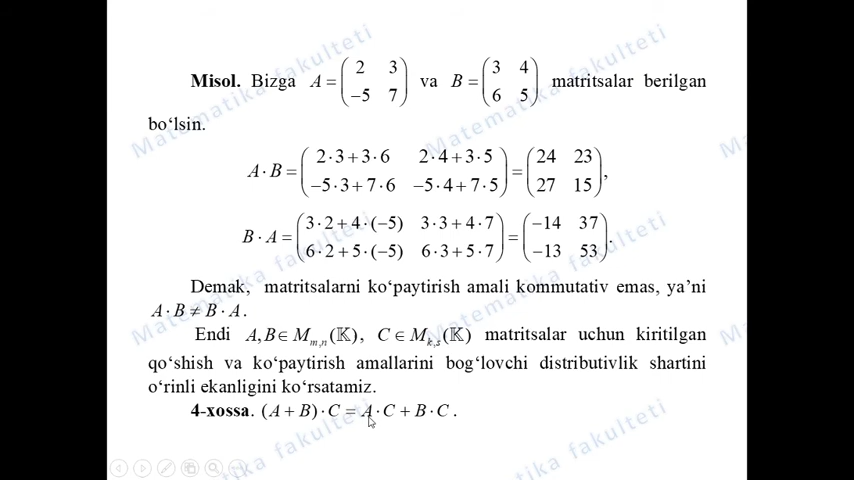 Misol. Bizga A = (2 3; −5 7) va B = (3 4; 6 5) matritsalar berilgan
bo‘lsin.
A · B = (2·3+3·6 2·4+3·5; −5·3+7·6 −5·4+7·5) = (24 23; 27 15),
B · A = (3·2+4·(−5) 3·3+4·7; 6·2+5·(−5) 6·3+5·7) = (−14 37; −13 53).
Demak, matritsalarni ko‘paytirish amali kommutativ emas, ya’ni
A · B ≠ B · A.
Endi A, B ∈ M_{m,n}(𝕂), C ∈ M_{k,s}(𝕂) matritsalar uchun kiritilgan
qo‘shish va ko‘paytirish amallarini bog‘lovchi distributivlik shartini
o‘rinli ekanligini ko‘rsatamiz.
4-xossa. (A + B) · C = A · C + B · C.
Matematika fakulteti